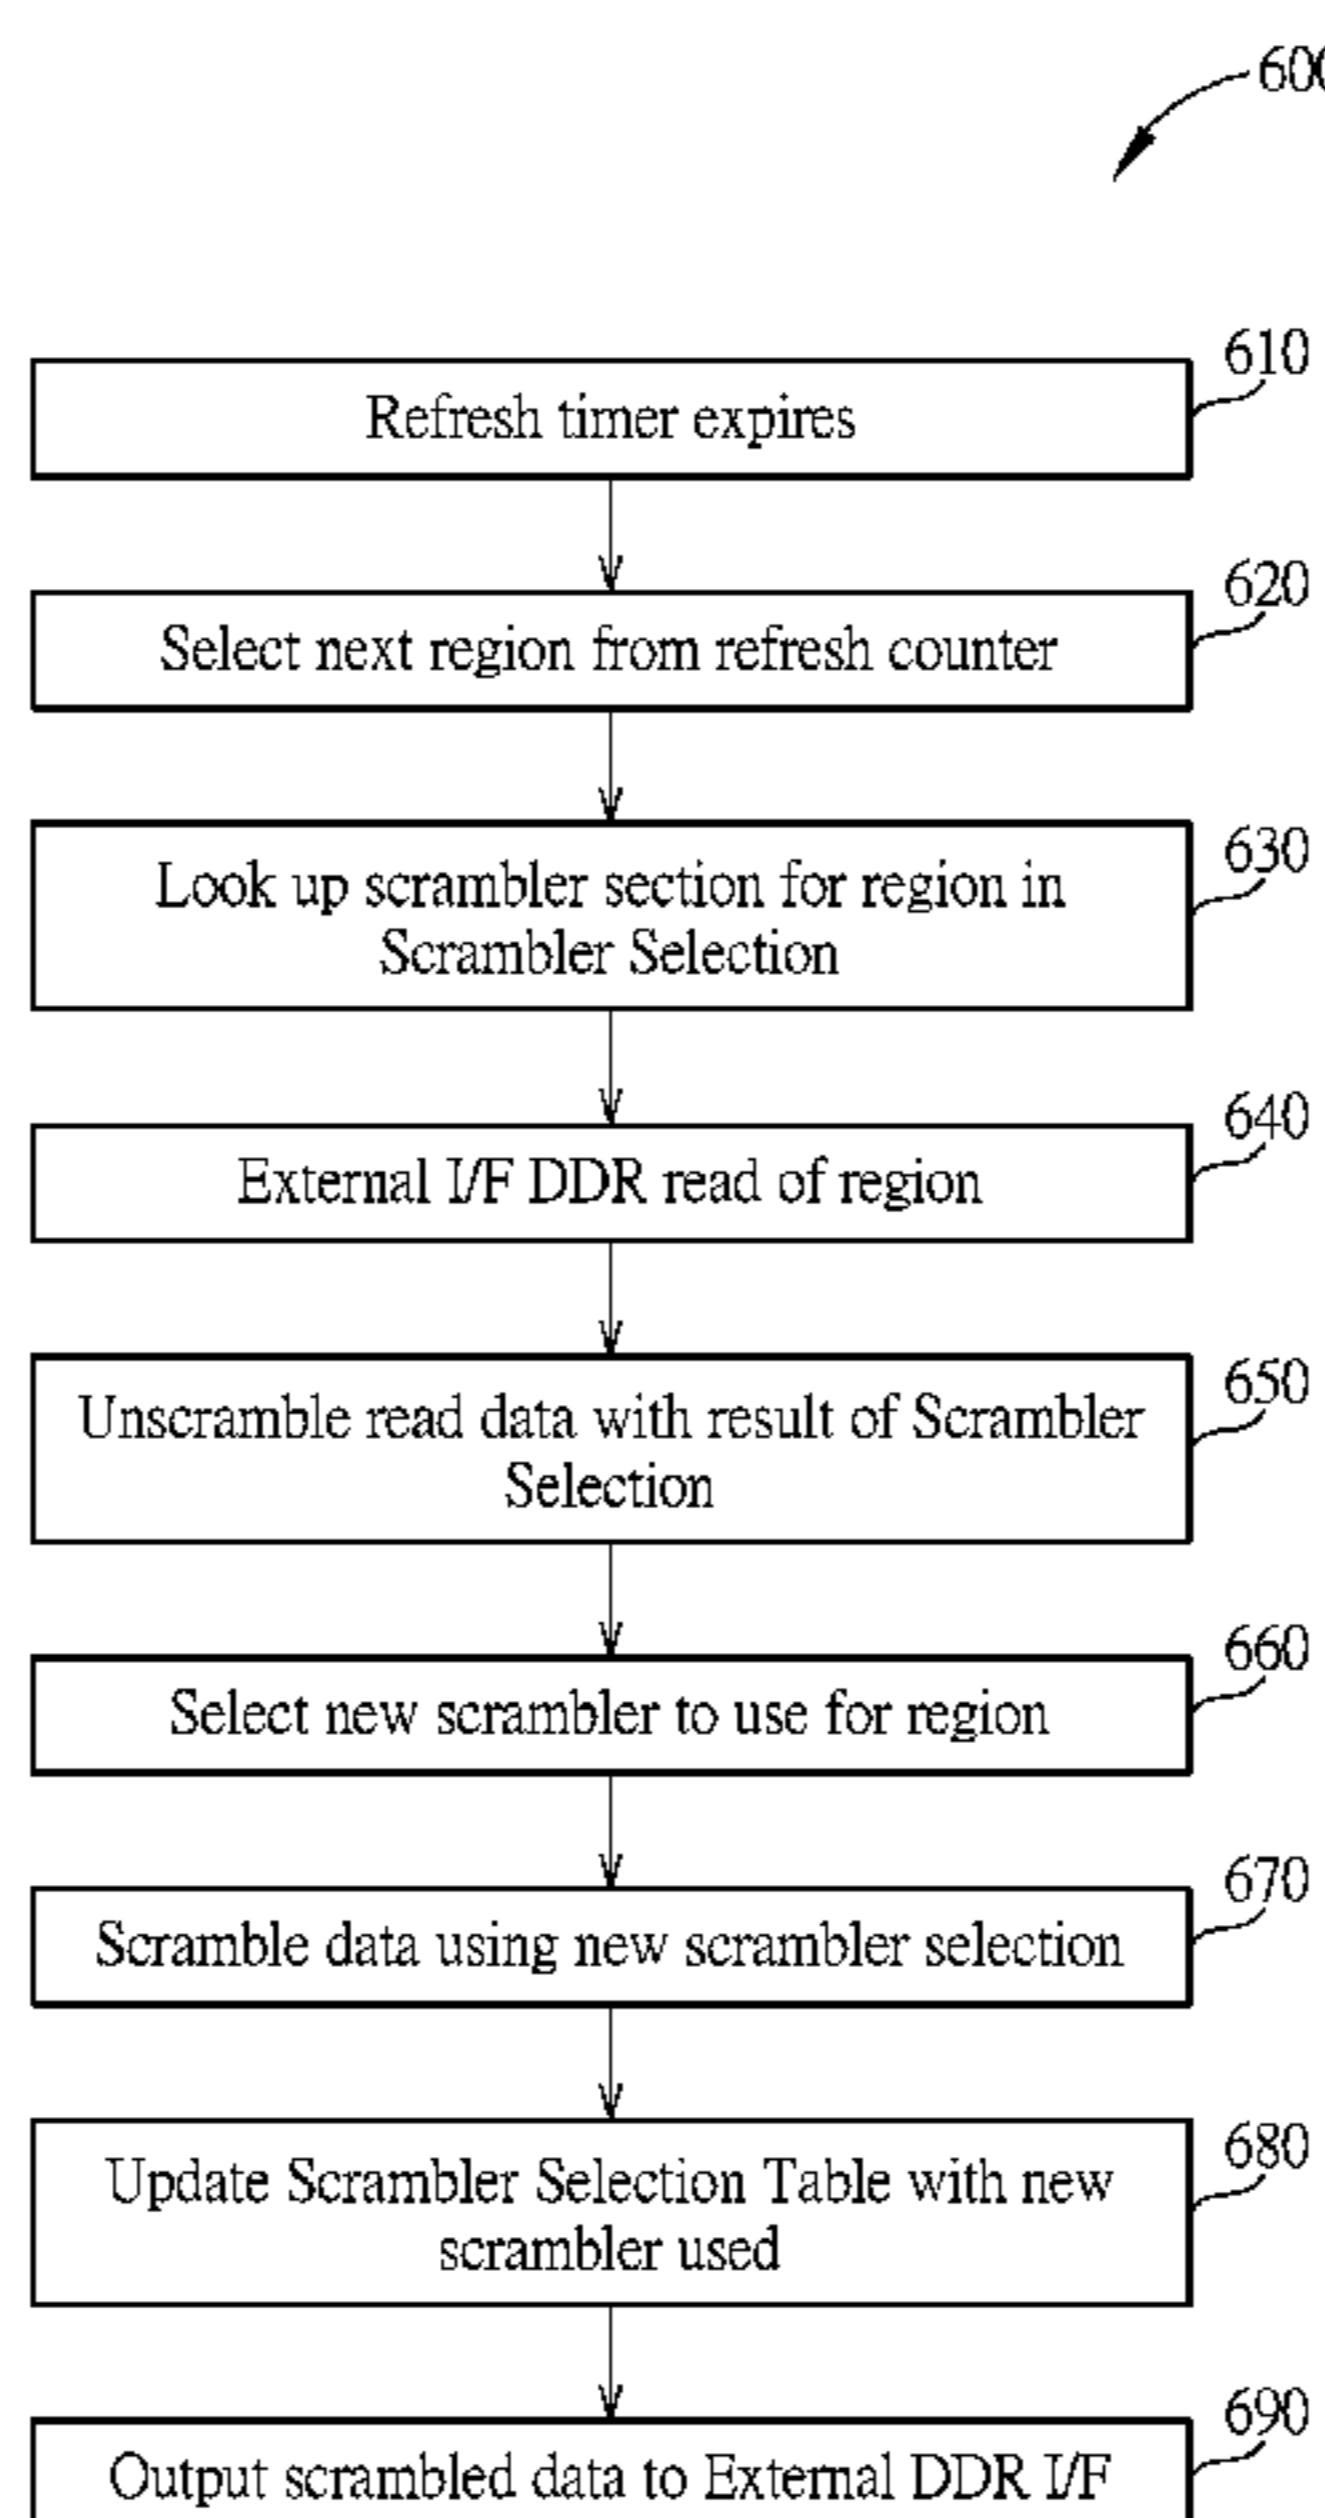 600
610
Refresh timer expires
620
Select next region from refresh counter
630
Look up scrambler section for region in
Scrambler Selection
640
External I/F DDR read of region
650
Unscramble read data with result of Scrambler
Selection
660
Select new scrambler to use for region
670
Scramble data using new scrambler selection
680
Update Scrambler Selection Table with new
scrambler used
690
Output scrambled data to External DDR I/F